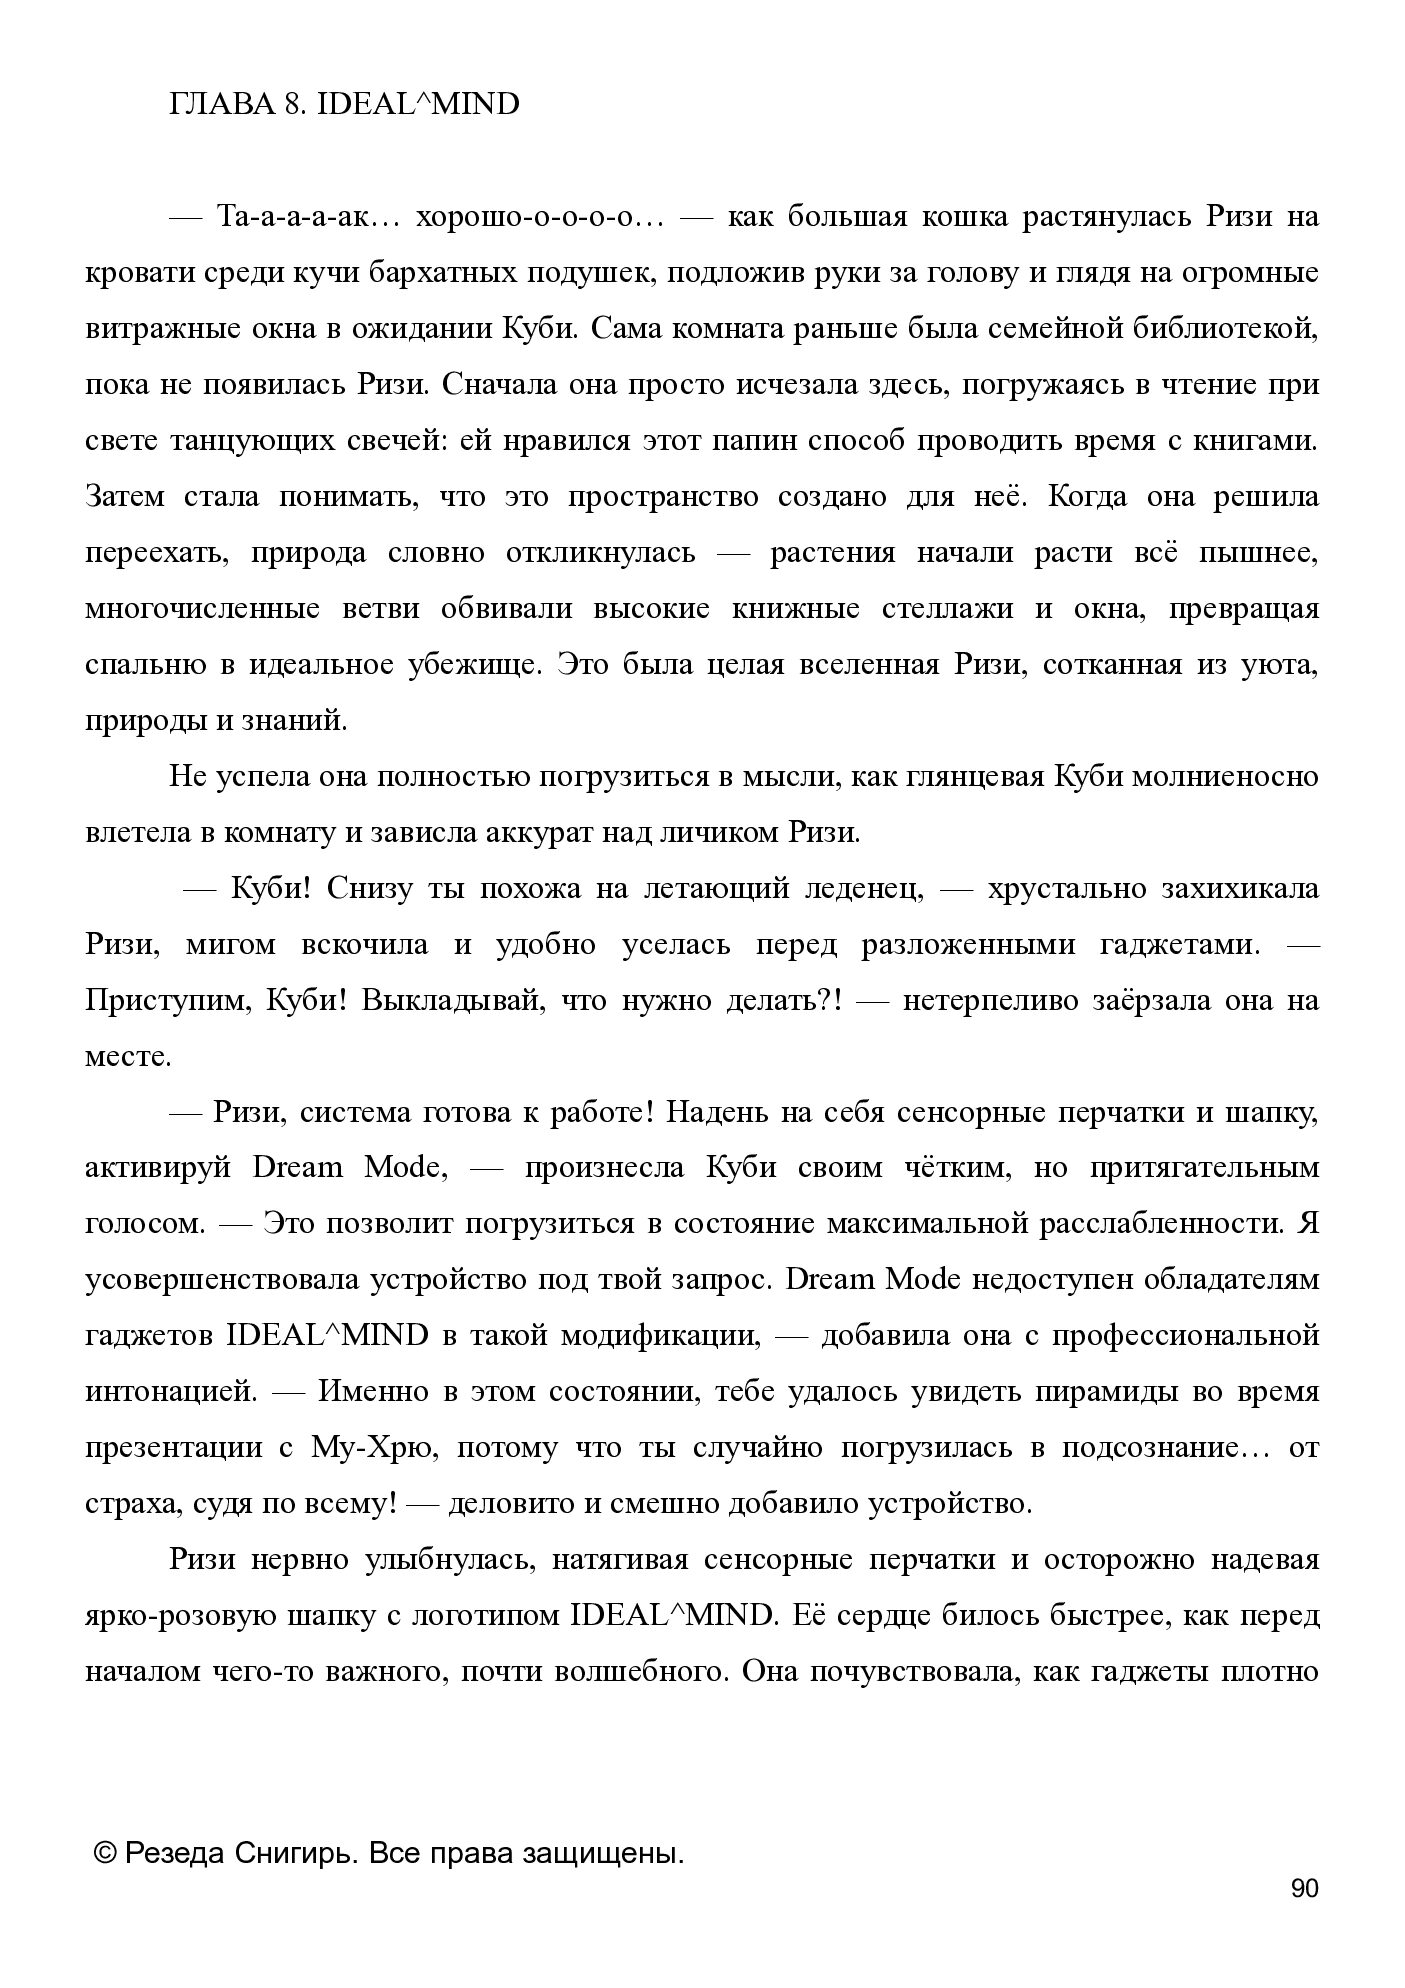 ГЛАВА 8. IDEAL^MIND
— Та-а-а-а-ак… хорошо-о-о-о-о… — как большая кошка растянулась Ризи на
кровати среди кучи бархатных подушек, подложив руки за голову и глядя на огромные
витражные окна в ожидании Куби. Сама комната раньше была семейной библиотекой,
пока не появилась Ризи. Сначала она просто исчезала здесь, погружаясь в чтение при
свете танцующих свечей: ей нравился этот папин способ проводить время с книгами.
Затем стала понимать, что это пространство создано для неё. Когда она решила
переехать, природа словно откликнулась — растения начали расти всё пышнее,
многочисленные ветви обвивали высокие книжные стеллажи и окна, превращая
спальню в идеальное убежище. Это была целая вселенная Ризи, сотканная из уюта,
природы и знаний.
Не успела она полностью погрузиться в мысли, как глянцевая Куби молниеносно
влетела в комнату и зависла аккурат над личиком Ризи.
— Куби! Снизу ты похожа на летающий леденец, — хрустально захихикала
Ризи, мигом вскочила и удобно уселась перед разложенными гаджетами. —
Приступим, Куби! Выкладывай, что нужно делать?! — нетерпеливо заёрзала она на
месте.
— Ризи, система готова к работе! Надень на себя сенсорные перчатки и шапку,
активируй Dream Mode, — произнесла Куби своим чётким, но притягательным
голосом. — Это позволит погрузиться в состояние максимальной расслабленности. Я
усовершенствовала устройство под твой запрос. Dream Mode недоступен обладателям
гаджетов IDEAL^MIND в такой модификации, — добавила она с профессиональной
интонацией. — Именно в этом состоянии, тебе удалось увидеть пирамиды во время
презентации с Му-Хрю, потому что ты случайно погрузилась в подсознание… от
страха, судя по всему! — деловито и смешно добавило устройство.
Ризи нервно улыбнулась, натягивая сенсорные перчатки и осторожно надевая
ярко-розовую шапку с логотипом IDEAL^MIND. Её сердце билось быстрее, как перед
началом чего-то важного, почти волшебного. Она почувствовала, как гаджеты плотно
© Резеда Снигирь. Все права защищены.
90